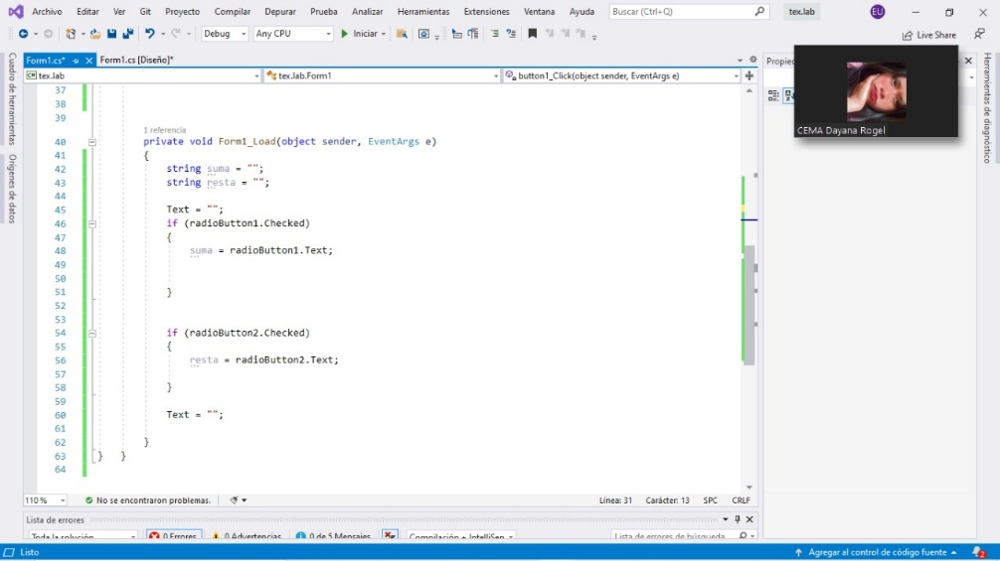 Archivo Editar Ver Git Proyecto Compilar Depurar Prueba Analizar Herramientas Extensiones Ventana Ayuda Buscar (Ctrl+Q) tex.lab EU
Debug Any CPU Iniciar Live Share
Form1.cs* Form1.cs [Diseño]*
tex.lab tex.lab.Form1 button1_Click(object sender, EventArgs e)
Cuadro de herramientas
Orígenes de datos
37
38
39
1 referencia
40 private void Form1_Load(object sender, EventArgs e)
41 {
42 string suma = "";
43 string resta = "";
44
45 Text = "";
46 if (radioButton1.Checked)
47 {
48 suma = radioButton1.Text;
49
50
51 }
52
53
54 if (radioButton2.Checked)
55 {
56 resta = radioButton2.Text;
57
58 }
59
60 Text = "";
61
62 }
63 } }
64
CEMA Dayana Rogel
Herramientas de diagnóstico
110 % No se encontraron problemas. Línea: 31 Carácter: 13 SPC CRLF
Lista de errores
Toda la solución 0 Errores 0 Advertencias 0 de 5 Mensajes Compilación + IntelliSen Lista de errores de búsqueda
Listo Agregar al control de código fuente 2